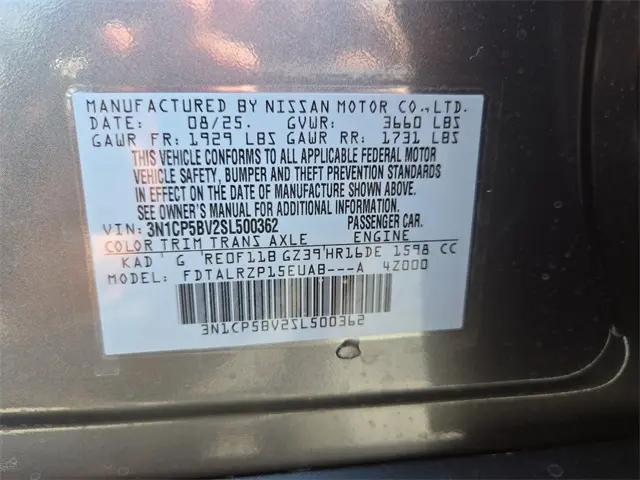 MANUFACTURED BY NISSAN MOTOR CO.,LTD.
DATE: 08/25. GVWR: 3660 LBS
GAWR FR: 1929 LBS GAWR RR: 1731 LBS
THIS VEHICLE CONFORMS TO ALL APPLICABLE FEDERAL MOTOR
VEHICLE SAFETY, BUMPER AND THEFT PREVENTION STANDARDS
IN EFFECT ON THE DATE OF MANUFACTURE SHOWN ABOVE.
SEE OWNER'S MANUAL FOR ADDITIONAL INFORMATION.
VIN: 3N1CP5BV2SL500362 PASSENGER CAR.
COLOR TRIM TRANS AXLE ENGINE
KAD G RE0F11B GZ39 HR16DE 1598 CC
MODEL: FDTALRZP15EUAB---A 4Z000
3N1CP5BV2SL500362